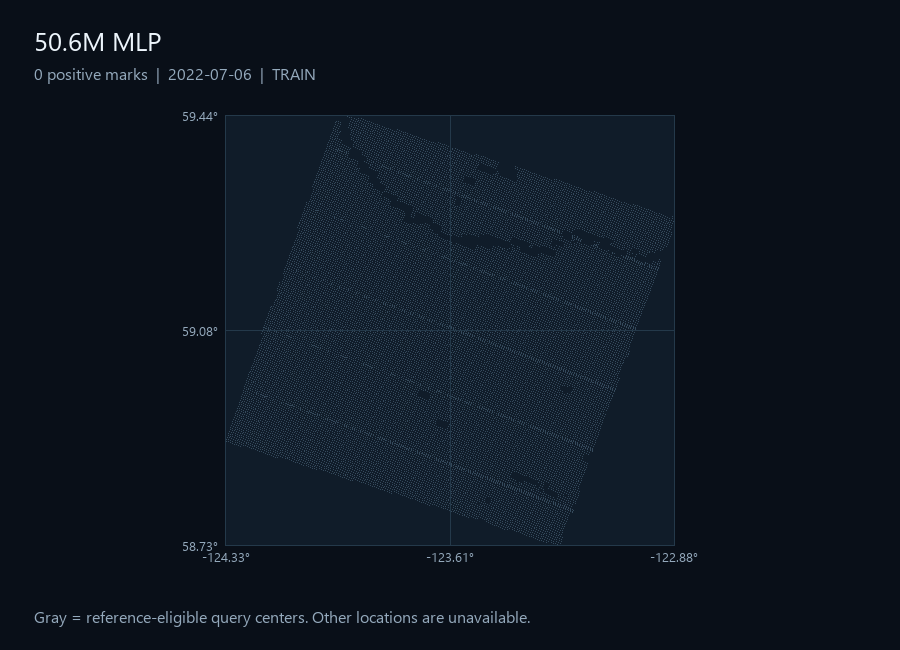 50.6M MLP
0 positive marks | 2022-07-06 | TRAIN
59.44°
59.08°
58.73°
-124.33° -123.61° -122.88°
Gray = reference-eligible query centers. Other locations are unavailable.